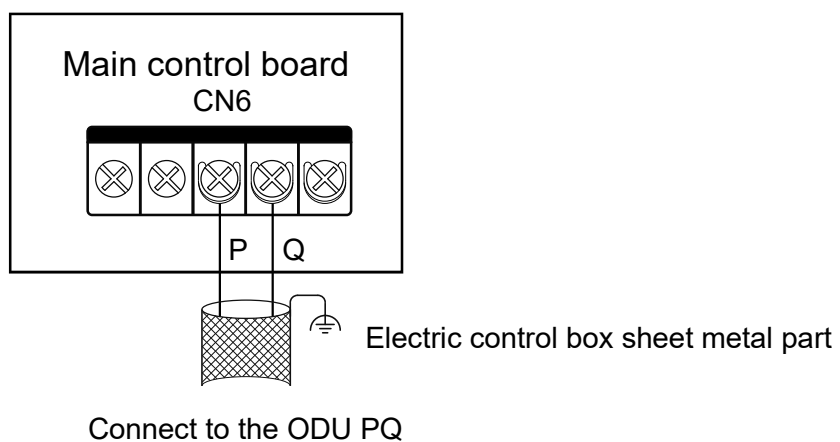 Main control board
CN6
P Q
Electric control box sheet metal part
Connect to the ODU PQ